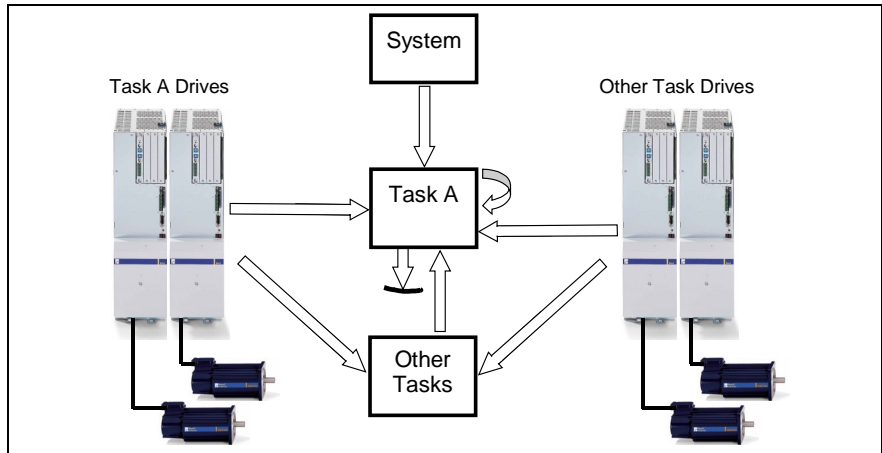 System
Task A Drives
Other Task Drives
Task A
Other
Tasks